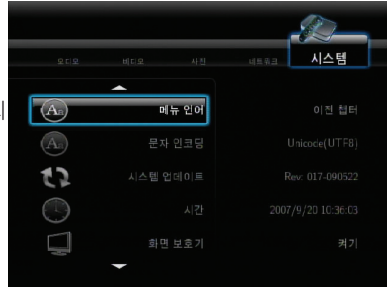 오디오 비디오 사진 네트워크 시스템
메뉴 언어 이전 챕터
문자 인코딩 Unicode(UTF8)
시스템 업데이트 Rev: 017-090522
시간 2007/9/20 10:36:03
화면 보호기 켜기